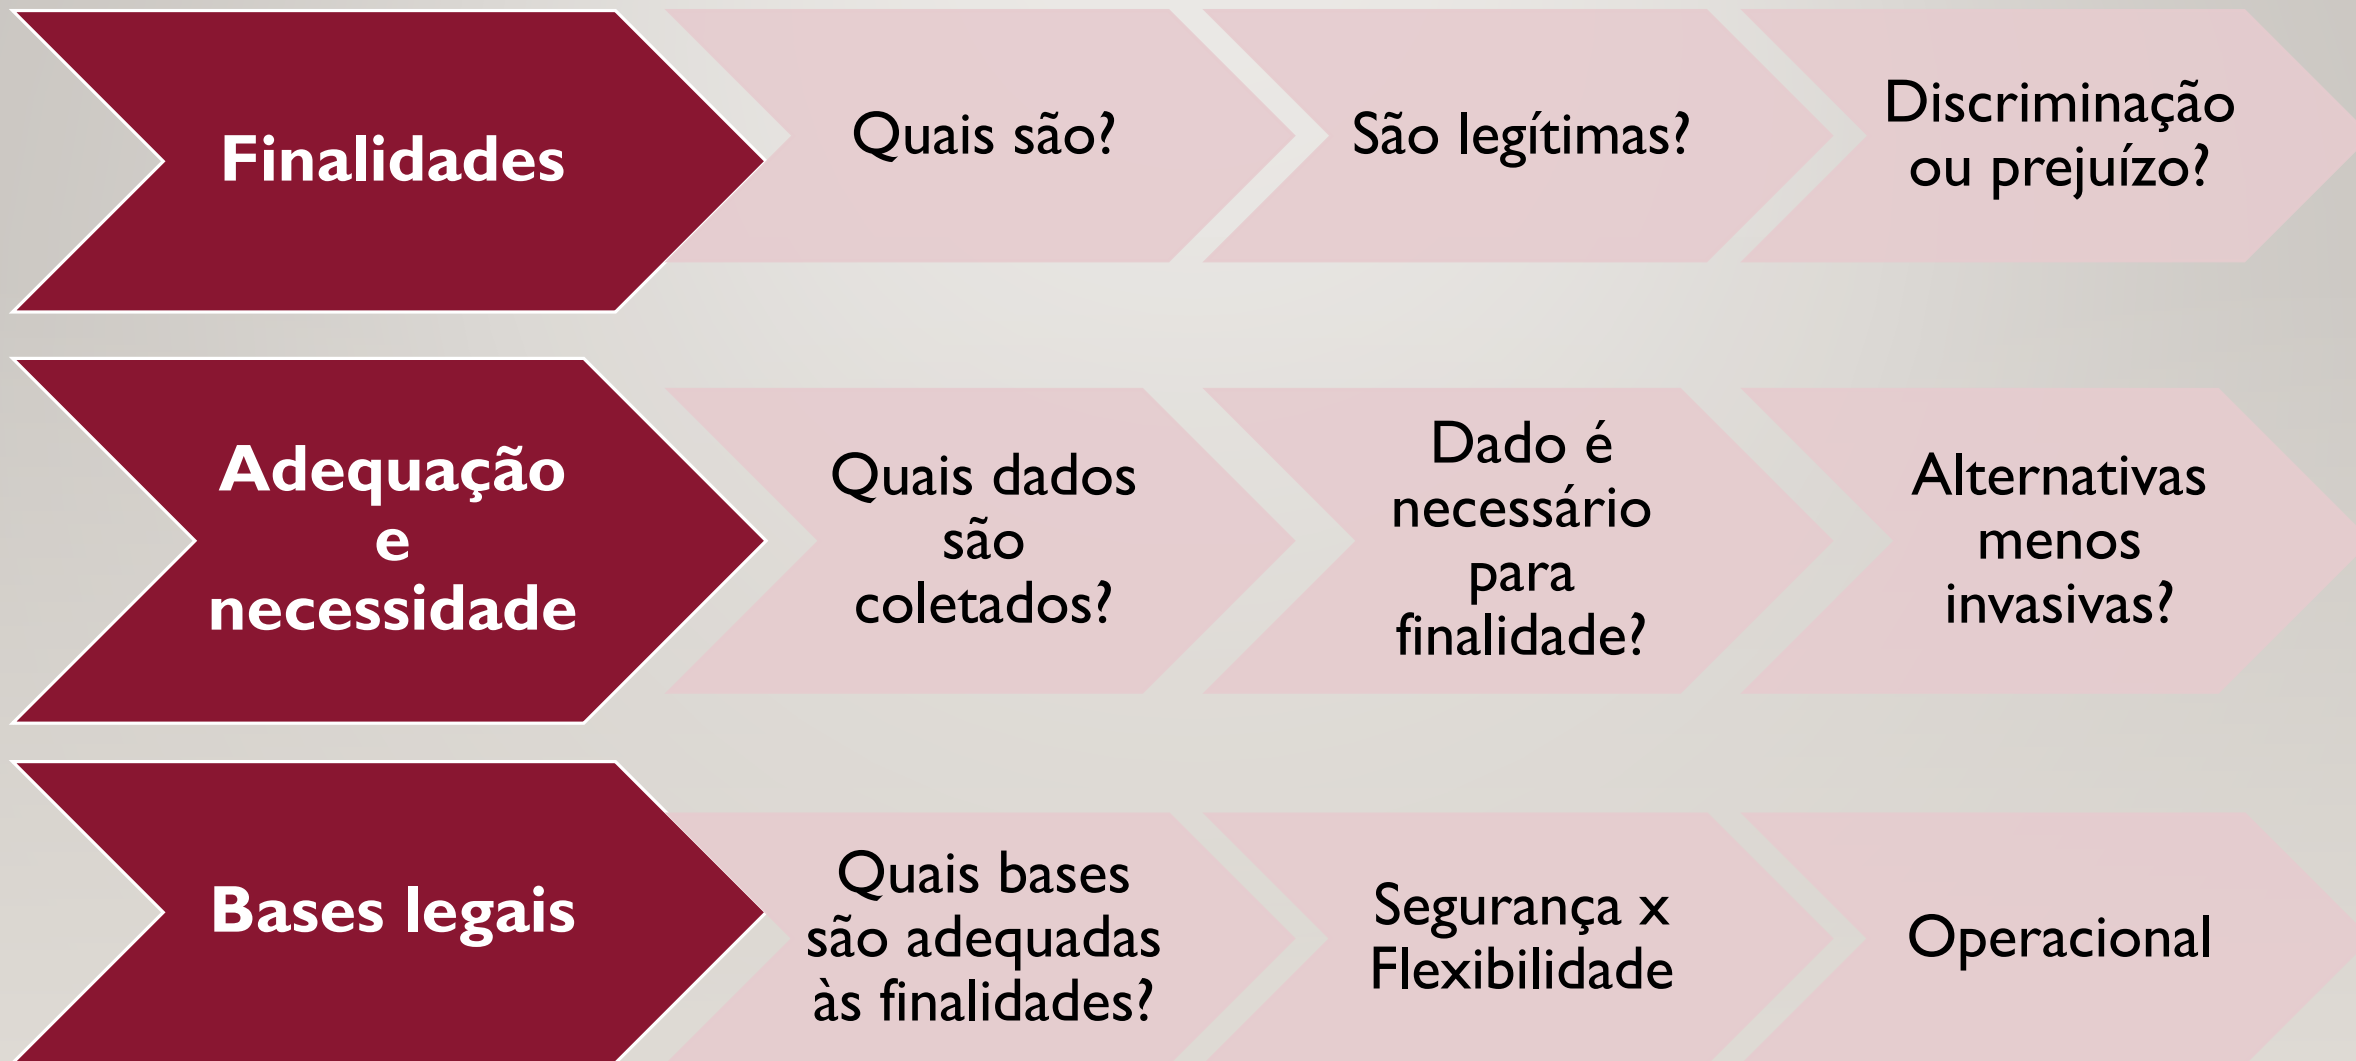 Finalidades
Quais são?
São legítimas?
Discriminação
ou prejuízo?
Adequação
e
necessidade
Quais dados
são
coletados?
Dado é
necessário
para
finalidade?
Alternativas
menos
invasivas?
Bases legais
Quais bases
são adequadas
às finalidades?
Segurança x
Flexibilidade
Operacional